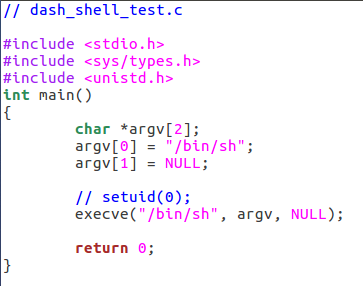 // dash_shell_test.c
#include <stdio.h>
#include <sys/types.h>
#include <unistd.h>
int main()
{
        char *argv[2];
        argv[0] = "/bin/sh";
        argv[1] = NULL;
        // setuid(0);
        execve("/bin/sh", argv, NULL);
        return 0;
}